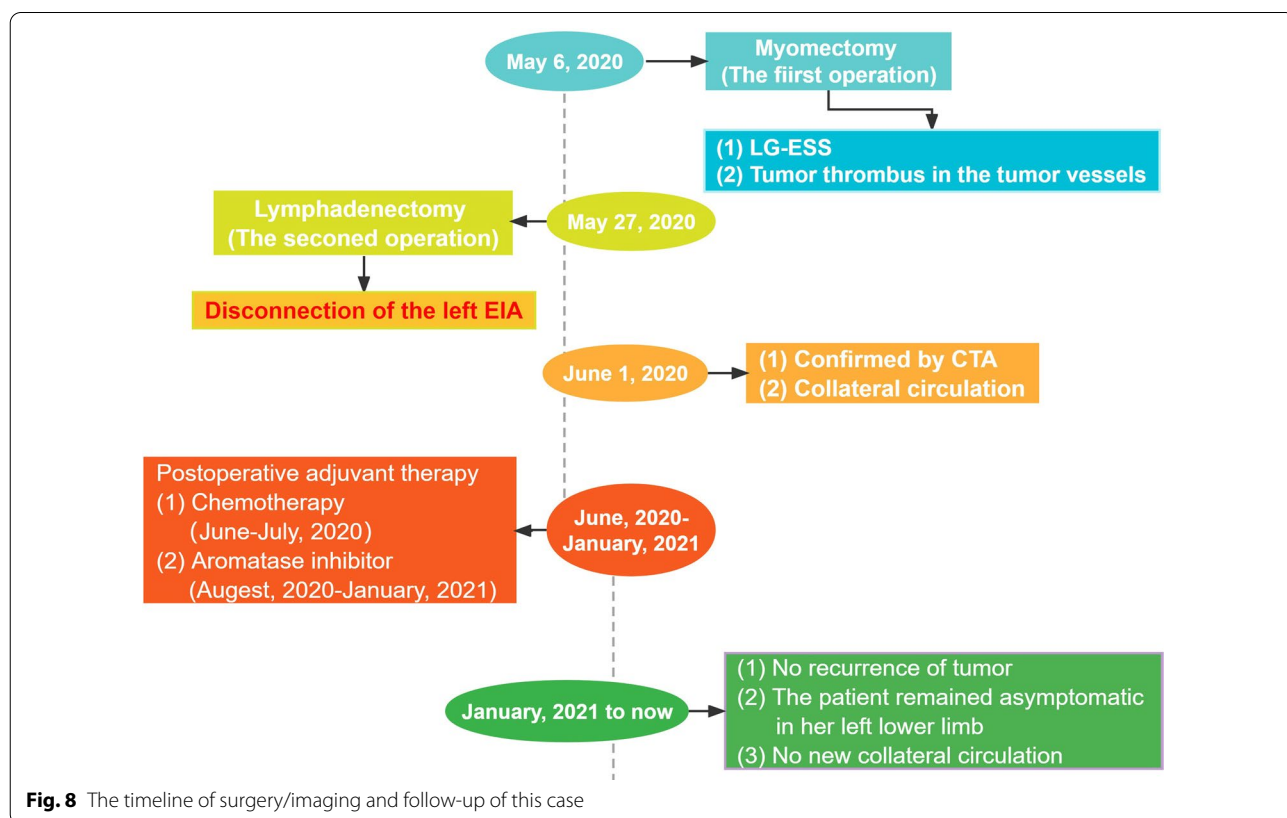 May 6, 2020
Myomectomy
(The fiirst operation)
(1) LG-ESS
(2) Tumor thrombus in the tumor vessels
Lymphadenectomy
(The seconed operation)
May 27, 2020
Disconnection of the left EIA
June 1, 2020
(1) Confirmed by CTA
(2) Collateral circulation
Postoperative adjuvant therapy
(1) Chemotherapy
(June-July, 2020)
(2) Aromatase inhibitor
(Augest, 2020-January, 2021)
June, 2020-
January, 2021
January, 2021 to now
(1) No recurrence of tumor
(2) The patient remained asymptomatic
in her left lower limb
(3) No new collateral circulation
Fig. 8 The timeline of surgery/imaging and follow-up of this case